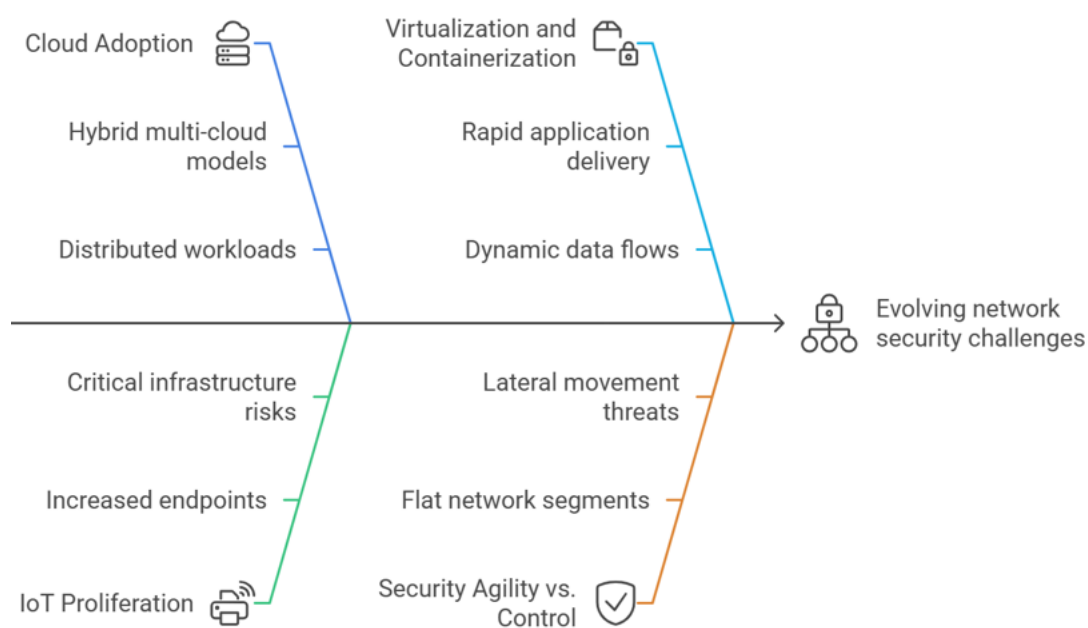 Cloud Adoption
Virtualization and
Containerization
Hybrid multi-cloud
models
Rapid application
delivery
Distributed workloads
Dynamic data flows
Evolving network
security challenges
Critical infrastructure
risks
Lateral movement
threats
Increased endpoints
Flat network segments
IoT Proliferation
Security Agility vs.
Control